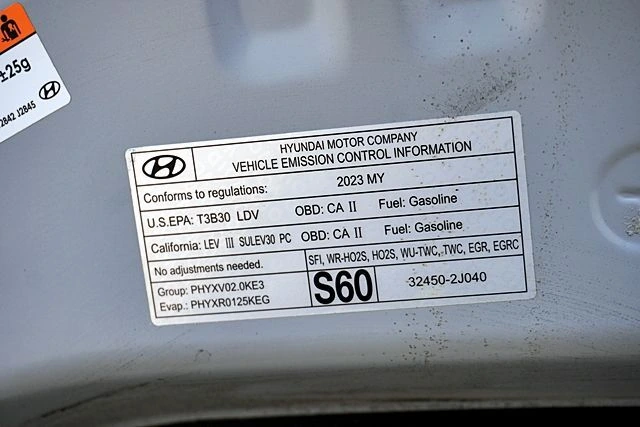 ±25g
2842 J2845
HYUNDAI MOTOR COMPANY
VEHICLE EMISSION CONTROL INFORMATION
Conforms to regulations: 2023 MY
U.S.EPA: T3B30 LDV OBD: CA II Fuel: Gasoline
California: LEV III SULEV30 PC OBD: CA II Fuel: Gasoline
No adjustments needed. SFI, WR-HO2S, HO2S, WU-TWC, TWC, EGR, EGRC
Group: PHYXV02.0KE3
Evap.: PHYXR0125KEG
S60 32450-2J040